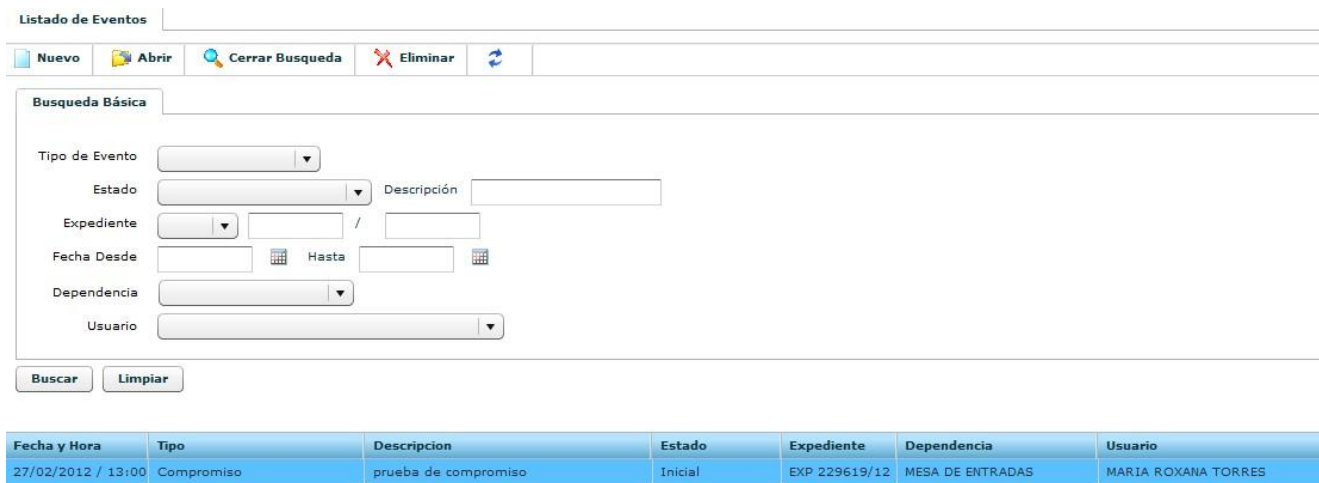 Listado de Eventos
Nuevo Abrir Cerrar Busqueda Eliminar
Busqueda Básica
Tipo de Evento
Estado Descripción
Expediente /
Fecha Desde Hasta
Dependencia
Usuario
Buscar Limpiar
Fecha y Hora Tipo Descripcion Estado Expediente Dependencia Usuario
27/02/2012 / 13:00 Compromiso prueba de compromiso Inicial EXP 229619/12 MESA DE ENTRADAS MARIA ROXANA TORRES